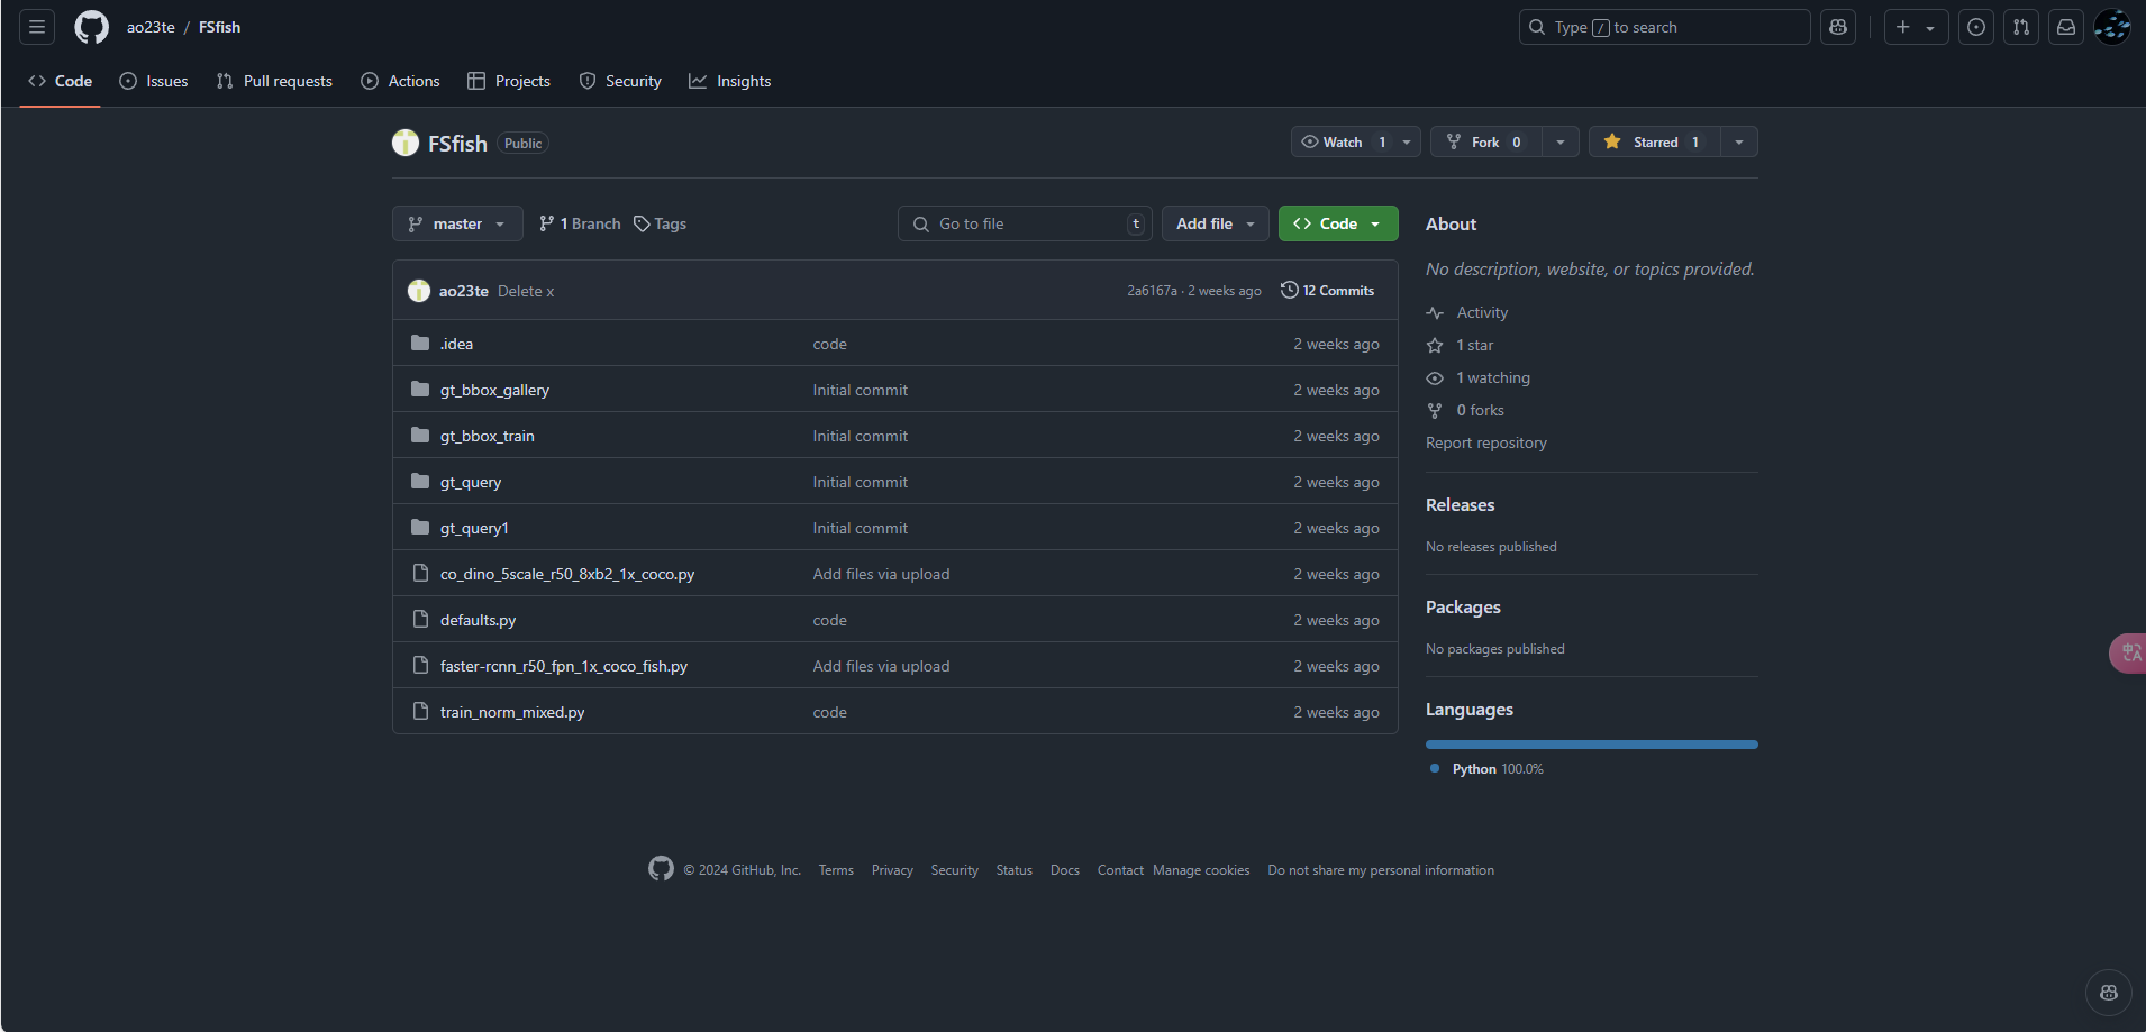 ao23te / FSfish
Type / to search
Code Issues Pull requests Actions Projects Security Insights
FSfish Public
Watch 1 Fork 0 Starred 1
master 1 Branch Tags Go to file t Add file Code
ao23te Delete x 2a6167a · 2 weeks ago 12 Commits
.idea code 2 weeks ago
gt_bbox_gallery Initial commit 2 weeks ago
gt_bbox_train Initial commit 2 weeks ago
gt_query Initial commit 2 weeks ago
gt_query1 Initial commit 2 weeks ago
co_dino_5scale_r50_8xb2_1x_coco.py Add files via upload 2 weeks ago
defaults.py code 2 weeks ago
faster-rcnn_r50_fpn_1x_coco_fish.py Add files via upload 2 weeks ago
train_norm_mixed.py code 2 weeks ago
About
No description, website, or topics provided.
Activity
1 star
1 watching
0 forks
Report repository
Releases
No releases published
Packages
No packages published
Languages
Python 100.0%
中A
© 2024 GitHub, Inc. Terms Privacy Security Status Docs Contact Manage cookies Do not share my personal information